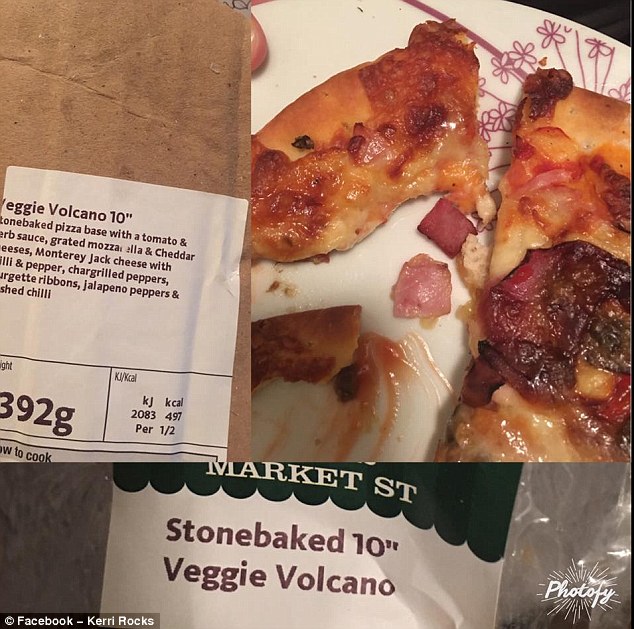 eggie Volcano 10"
tonebaked pizza base with a tomato &
erb sauce, grated mozza ella & Cheddar
eeses, Monterey Jack cheese with
illi & pepper, chargrilled peppers,
urgette ribbons, jalapeno peppers &
shed chilli
ight
392g
KJ/Kcal
kJ kcal
2083 497
Per 1/2
ow to cook
MARKET ST
Stonebaked 10"
Veggie Volcano
Photofy
© Facebook – Kerri Rocks